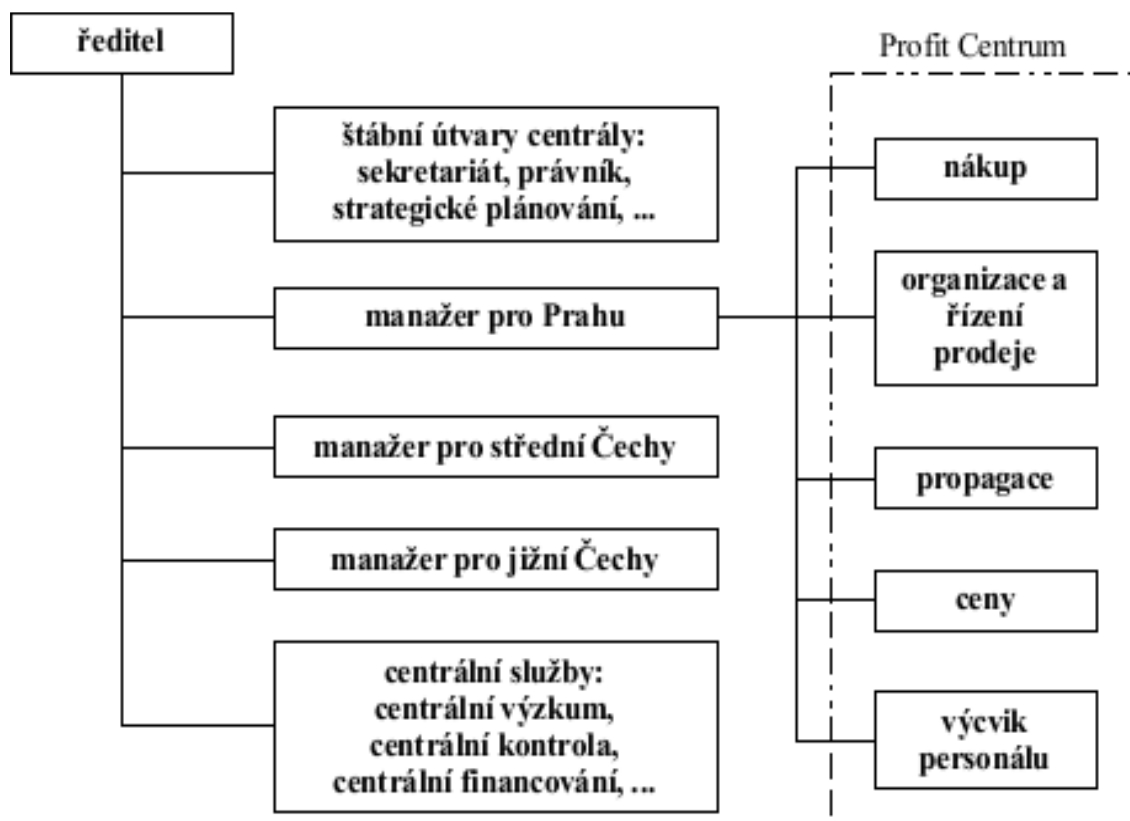 ředitel
štábní útvary centrály:
sekretariát, právník,
strategické plánování, ...
manažer pro Prahu
manažer pro střední Čechy
manažer pro jižní Čechy
centrální služby:
centrální výzkum,
centrální kontrola,
centrální financování, ...
Profit Centrum
nákup
organizace a
řízení
prodeje
propagace
ceny
výcvik
personálu